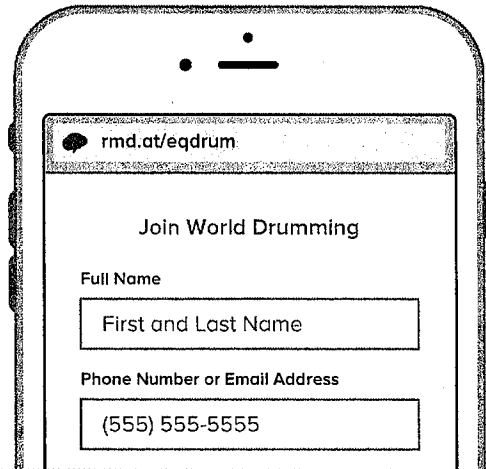 rmd.at/eqdrum
Join World Drumming
Full Name
First and Last Name
Phone Number or Email Address
(555) 555-5555